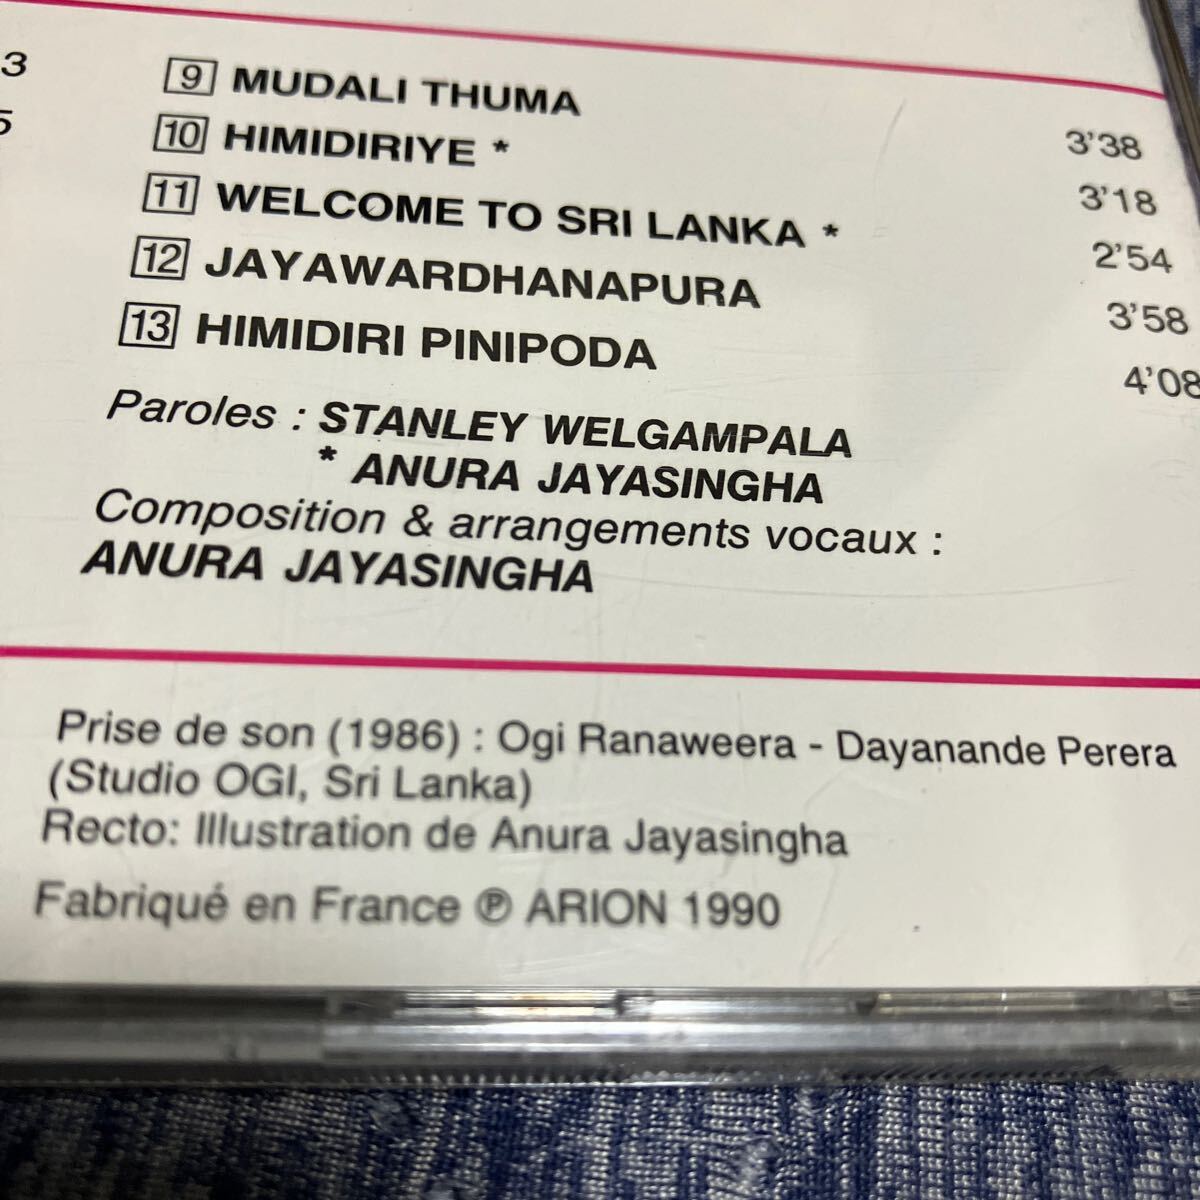 3
5
9 MUDALI THUMA 3'38
10 HIMIDIRIYE * 3'18
11 WELCOME TO SRI LANKA * 2'54
12 JAYAWARDHANAPURA 3'58
13 HIMIDIRI PINIPODA 4'08
Paroles : STANLEY WELGAMPALA
* ANURA JAYASINGHA
Composition & arrangements vocaux :
ANURA JAYASINGHA
Prise de son (1986) : Ogi Ranaweera - Dayanande Perera
(Studio OGI, Sri Lanka)
Recto: Illustration de Anura Jayasingha
Fabriqué en France ℗ ARION 1990